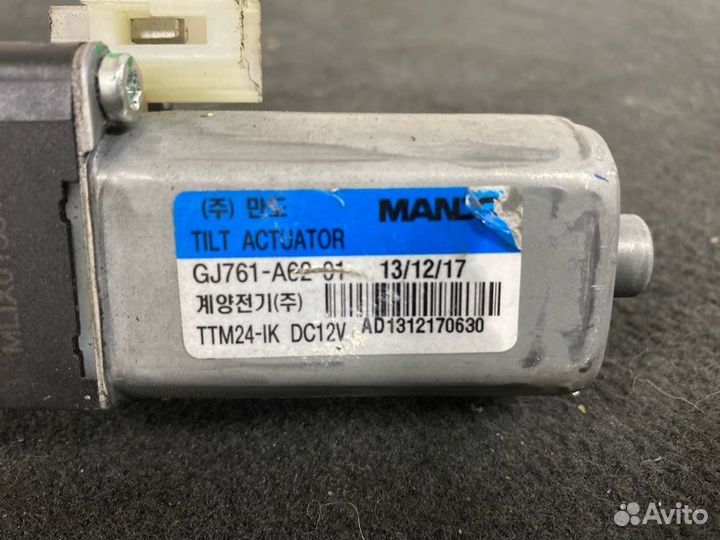 (주) 만도 MANDO
TILT ACTUATOR
GJ761-A62-01 13/12/17
계양전기(주)
TTM24-IK DC12V AD1312170630
Avito